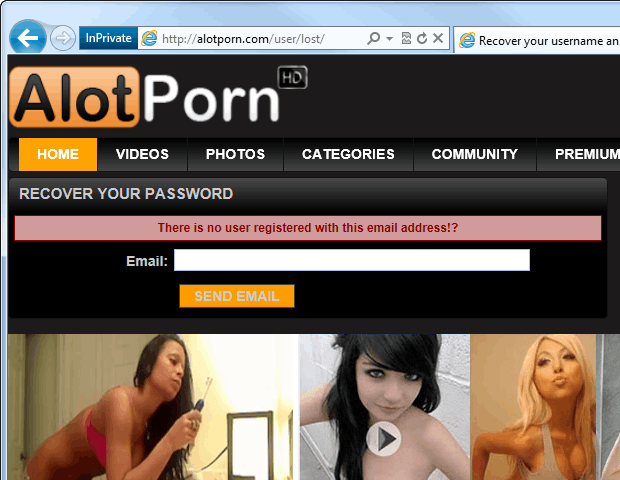 InPrivate
http://alotporn.com/user/lost/
Recover your username an
AlotPorn HD
HOME VIDEOS PHOTOS CATEGORIES COMMUNITY PREMIUM
RECOVER YOUR PASSWORD
There is no user registered with this email address!?
Email:
SEND EMAIL